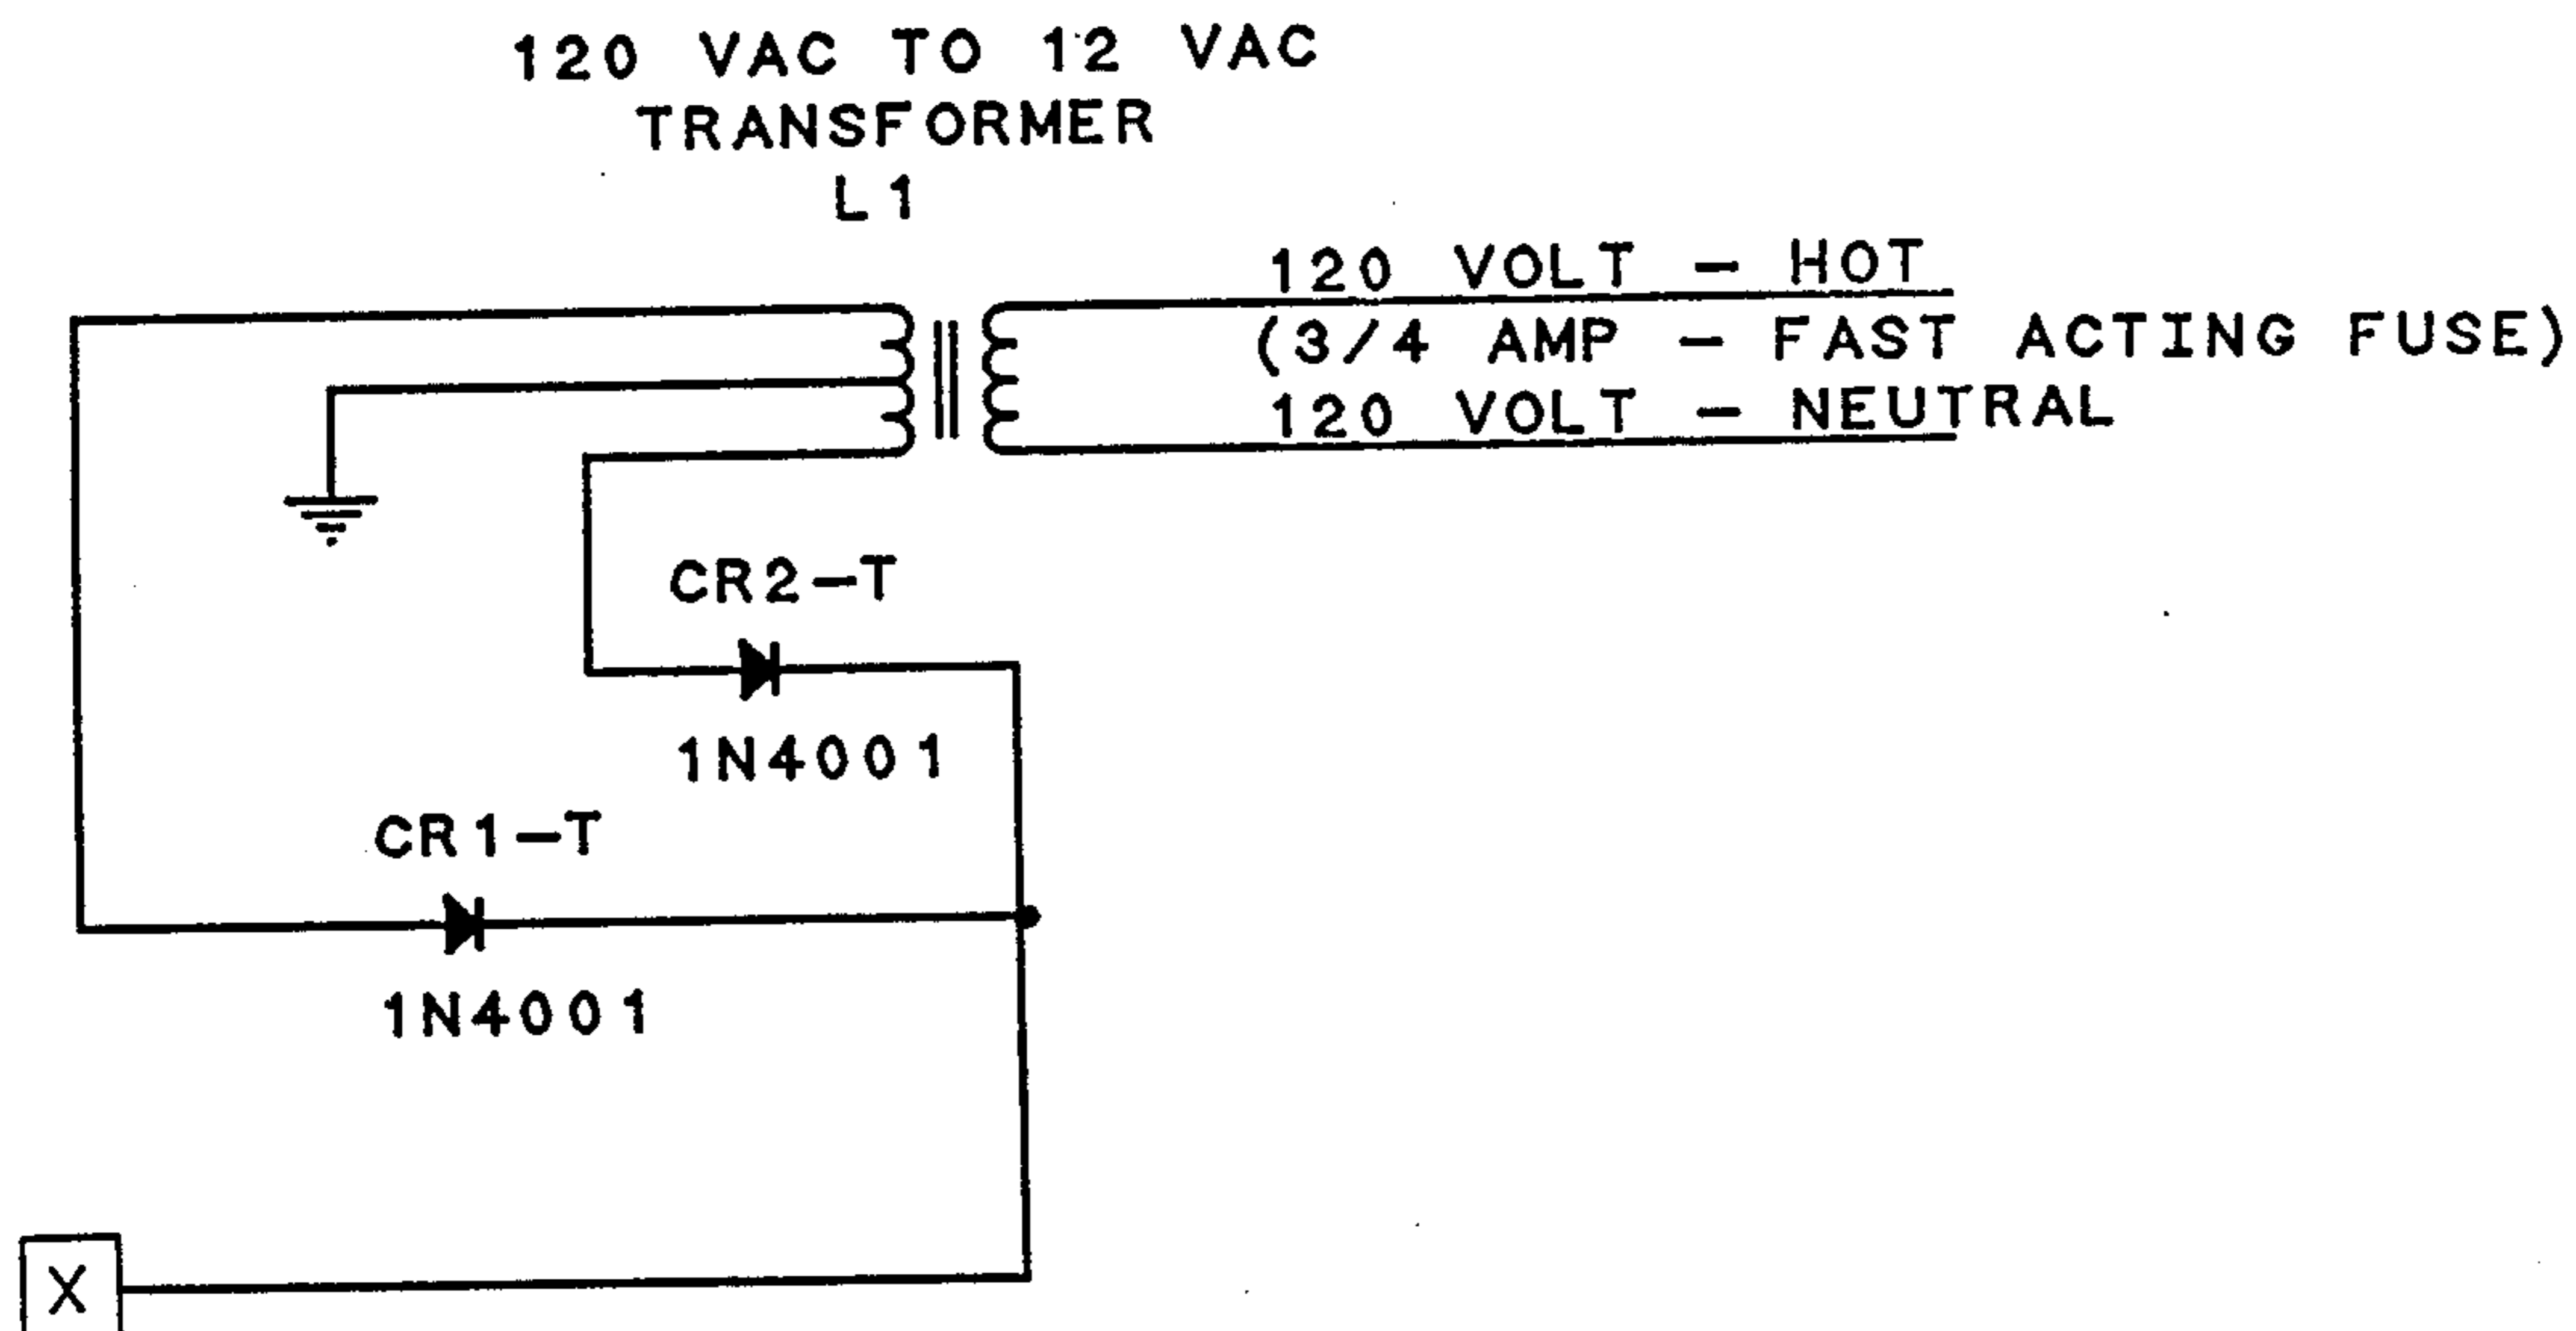 120 VAC TO 12 VAC
TRANSFORMER
L1
120 VOLT - HOT
(3/4 AMP - FAST ACTING FUSE)
120 VOLT - NEUTRAL
CR2-T
1N4001
CR1-T
1N4001
X